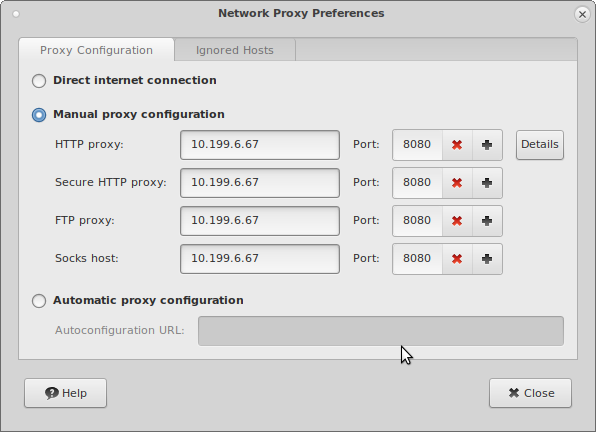 Network Proxy Preferences
Proxy Configuration Ignored Hosts
Direct internet connection
Manual proxy configuration
HTTP proxy: 10.199.6.67 Port: 8080 Details
Secure HTTP proxy: 10.199.6.67 Port: 8080
FTP proxy: 10.199.6.67 Port: 8080
Socks host: 10.199.6.67 Port: 8080
Automatic proxy configuration
Autoconfiguration URL:
Help Close